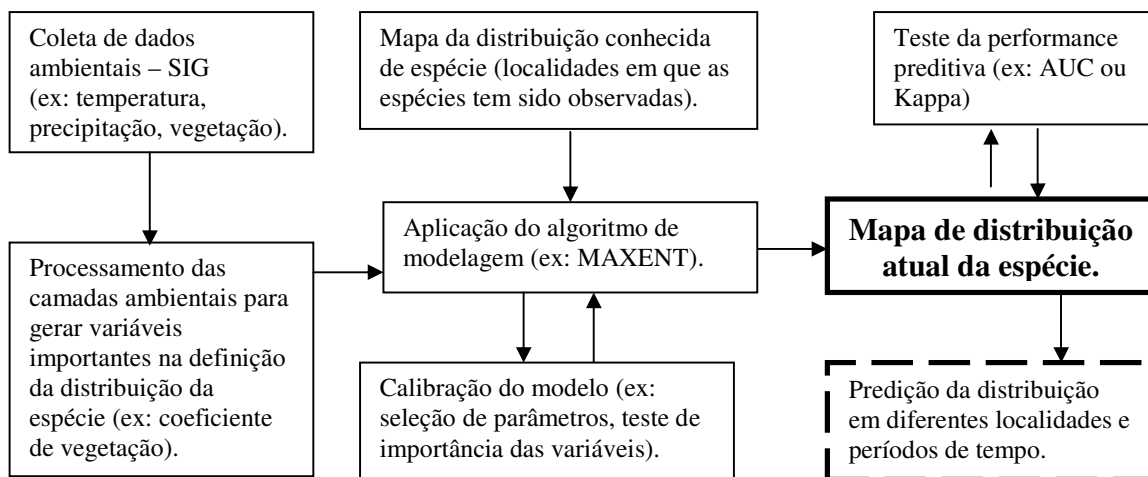 Coleta de dados
ambientais – SIG
(ex: temperatura,
precipitação, vegetação).
Mapa da distribuição conhecida
de espécie (localidades em que as
espécies tem sido observadas).
Teste da performance
preditiva (ex: AUC ou
Kappa)
Processamento das
camadas ambientais para
gerar variáveis
importantes na definição
da distribuição da
espécie (ex: coeficiente
de vegetação).
Aplicação do algoritmo de
modelagem (ex: MAXENT).
Mapa de distribuição
atual da espécie.
Calibração do modelo (ex:
seleção de parâmetros, teste de
importância das variáveis).
Predição da distribuição
em diferentes localidades e
períodos de tempo.